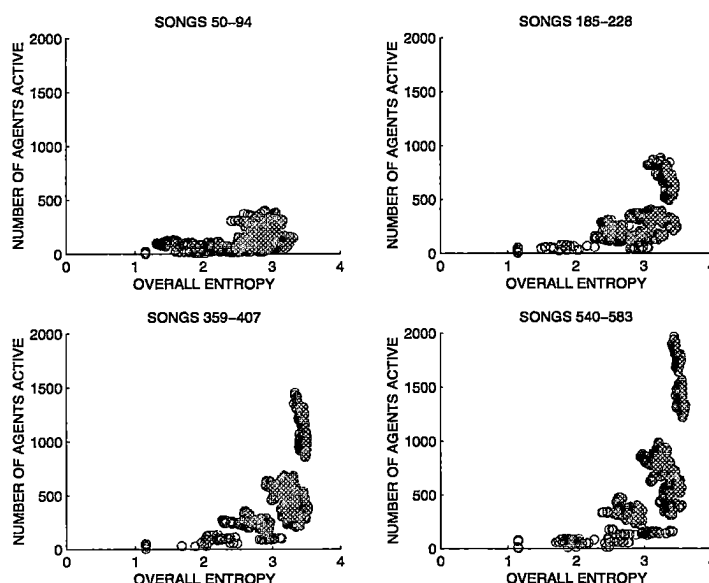 SONGS 50–94
SONGS 185–228
NUMBER OF AGENTS ACTIVE
2000
1500
1000
500
0
0 1 2 3 4
OVERALL ENTROPY
NUMBER OF AGENTS ACTIVE
2000
1500
1000
500
0
0 1 2 3 4
OVERALL ENTROPY
SONGS 359–407
SONGS 540–583
NUMBER OF AGENTS ACTIVE
2000
1500
1000
500
0
0 1 2 3 4
OVERALL ENTROPY
NUMBER OF AGENTS ACTIVE
2000
1500
1000
500
0
0 1 2 3 4
OVERALL ENTROPY